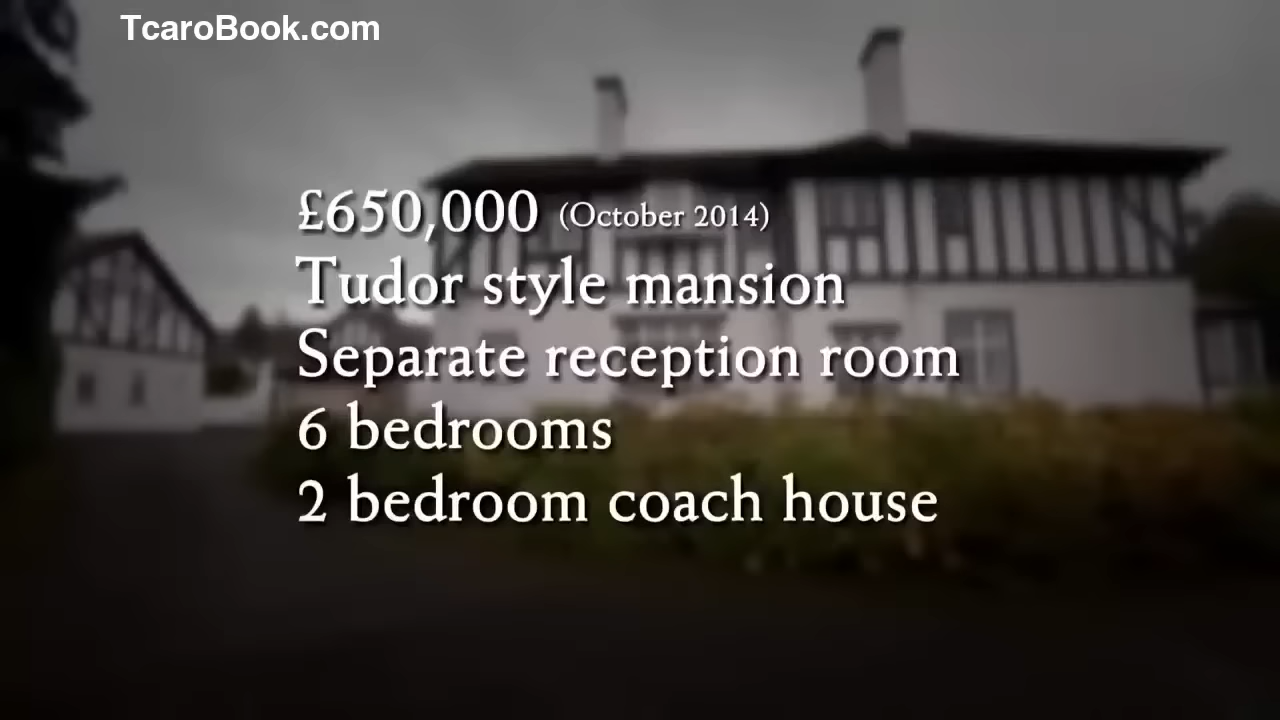 TcaroBook.com
£650,000 (October 2014)
Tudor style mansion
Separate reception room
6 bedrooms
2 bedroom coach house